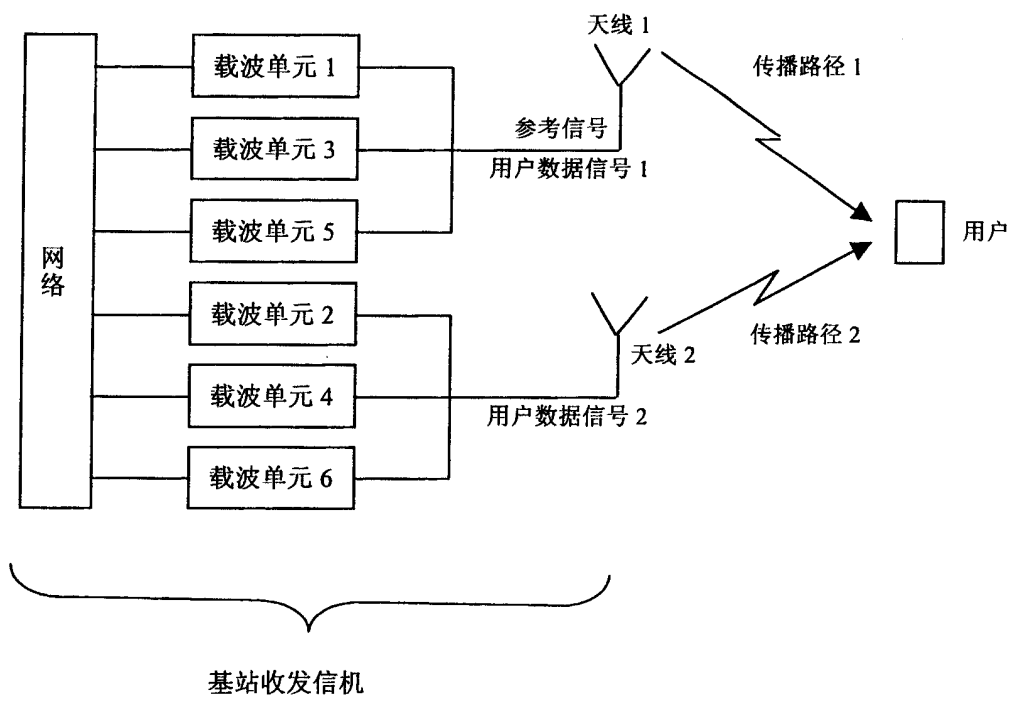 天线 1
传播路径 1
载波单元 1
参考信号
载波单元 3
用户数据信号 1
载波单元 5
用户
网络
载波单元 2
传播路径 2
天线 2
载波单元 4
用户数据信号 2
载波单元 6
基站收发信机